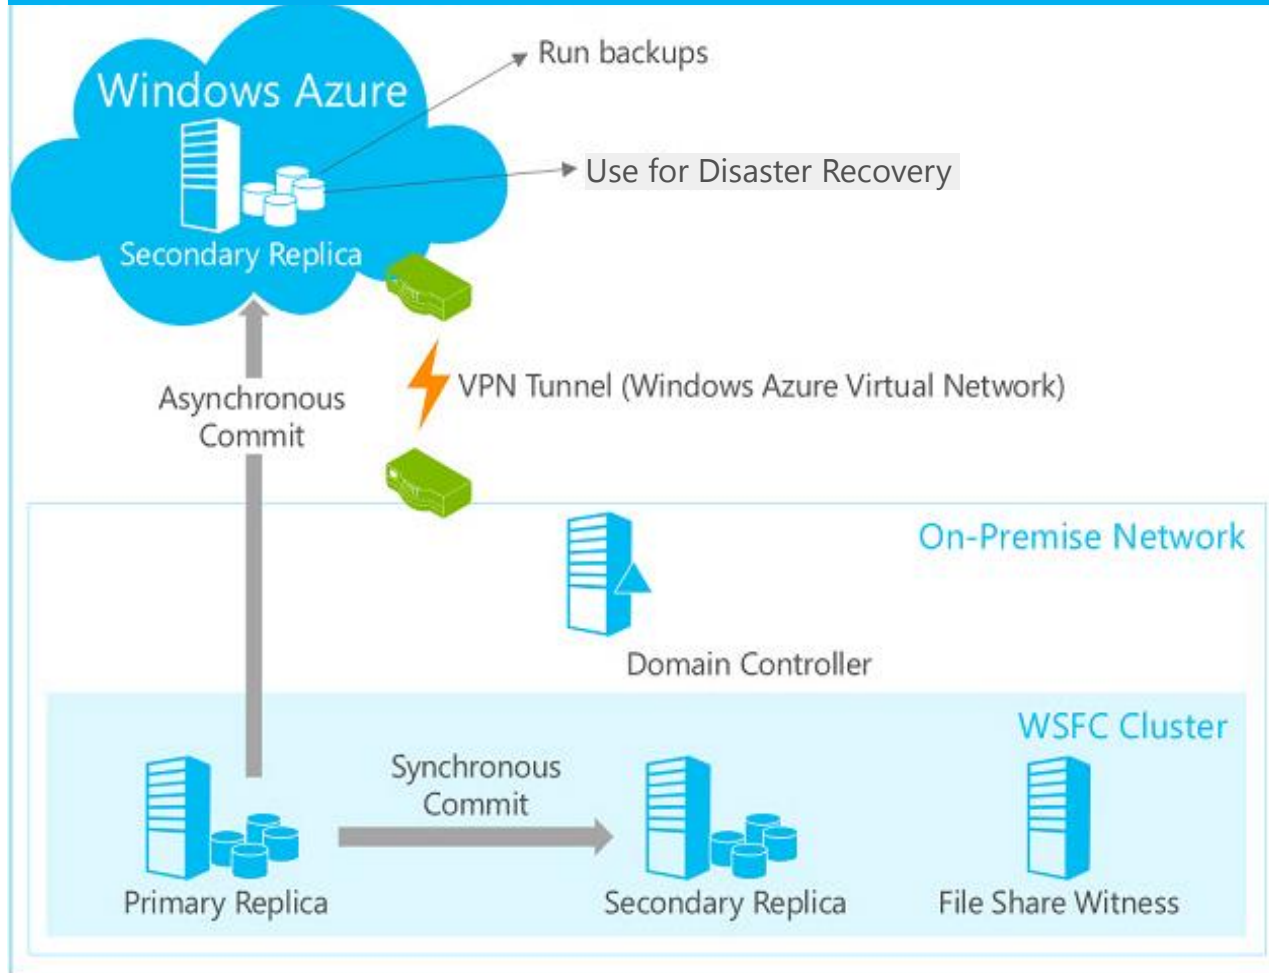 Run backups
Windows Azure
Use for Disaster Recovery
Secondary Replica
Asynchronous
Commit
VPN Tunnel (Windows Azure Virtual Network)
On-Premise Network
Domain Controller
WSFC Cluster
Synchronous
Commit
Primary Replica
Secondary Replica
File Share Witness